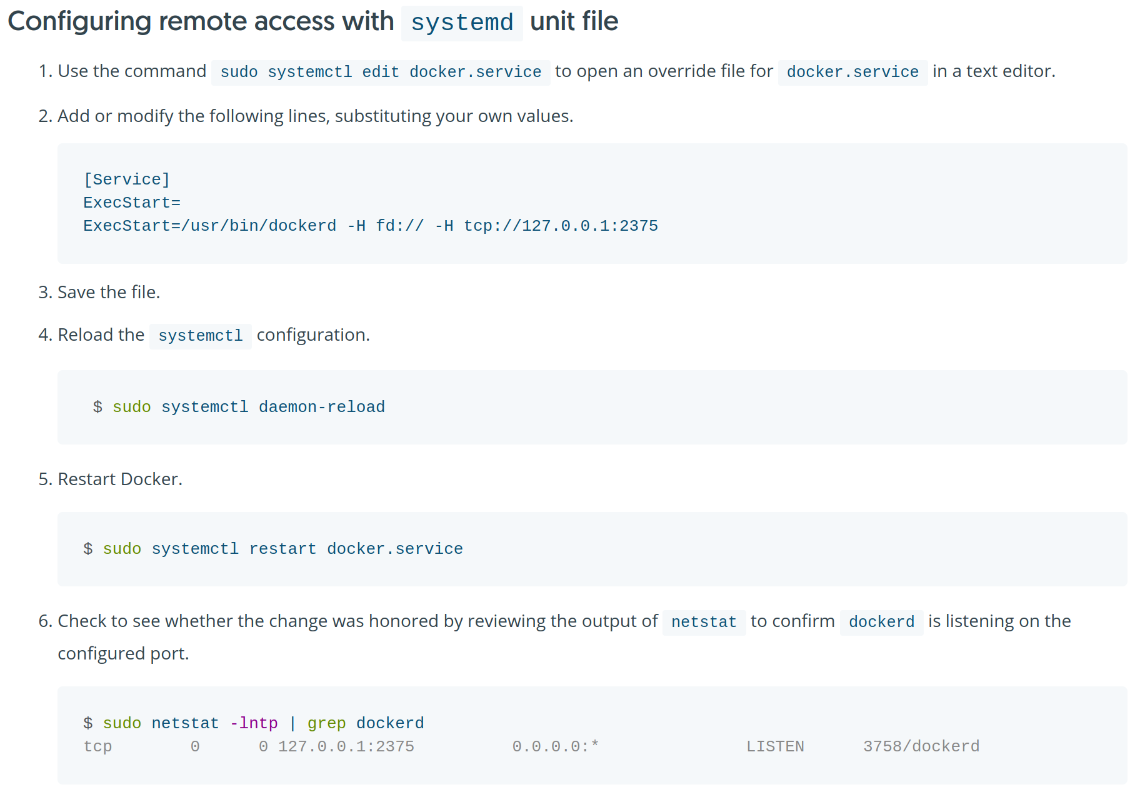 Configuring remote access with systemd unit file
1. Use the command sudo systemctl edit docker.service to open an override file for docker.service in a text editor.
2. Add or modify the following lines, substituting your own values.
[Service]
ExecStart=
ExecStart=/usr/bin/dockerd -H fd:// -H tcp://127.0.0.1:2375
3. Save the file.
4. Reload the systemctl configuration.
$ sudo systemctl daemon-reload
5. Restart Docker.
$ sudo systemctl restart docker.service
6. Check to see whether the change was honored by reviewing the output of netstat to confirm dockerd is listening on the
configured port.
$ sudo netstat -lntp | grep dockerd
tcp        0      0 127.0.0.1:2375          0.0.0.0:*               LISTEN      3758/dockerd